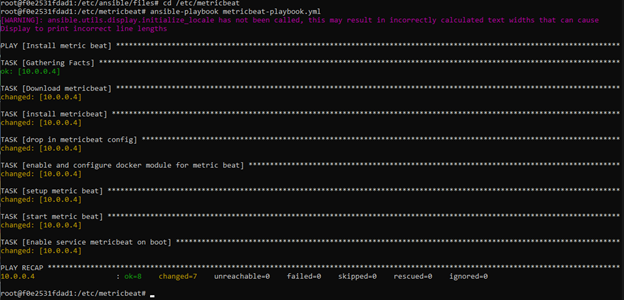 root@f0e2531fdad1:/etc/ansible/files# cd /etc/metricbeat
root@f0e2531fdad1:/etc/metricbeat# ansible-playbook metricbeat-playbook.yml
[WARNING]: ansible.utils.display.initialize_locale has not been called, this may result in incorrectly calculated text widths that can cause
Display to print incorrect line lengths
PLAY [Install metric beat] ****************************************************************************************************
TASK [Gathering Facts] ********************************************************************************************************
ok: [10.0.0.4]
TASK [Download metricbeat] ****************************************************************************************************
changed: [10.0.0.4]
TASK [install metricbeat] *****************************************************************************************************
changed: [10.0.0.4]
TASK [drop in metricbeat config] **********************************************************************************************
changed: [10.0.0.4]
TASK [enable and configure docker module for metric beat] *********************************************************************
changed: [10.0.0.4]
TASK [setup metric beat] ******************************************************************************************************
changed: [10.0.0.4]
TASK [start metric beat] ******************************************************************************************************
changed: [10.0.0.4]
TASK [Enable service metricbeat on boot] **************************************************************************************
changed: [10.0.0.4]
PLAY RECAP ********************************************************************************************************************
10.0.0.4 : ok=8 changed=7 unreachable=0 failed=0 skipped=0 rescued=0 ignored=0
root@f0e2531fdad1:/etc/metricbeat#